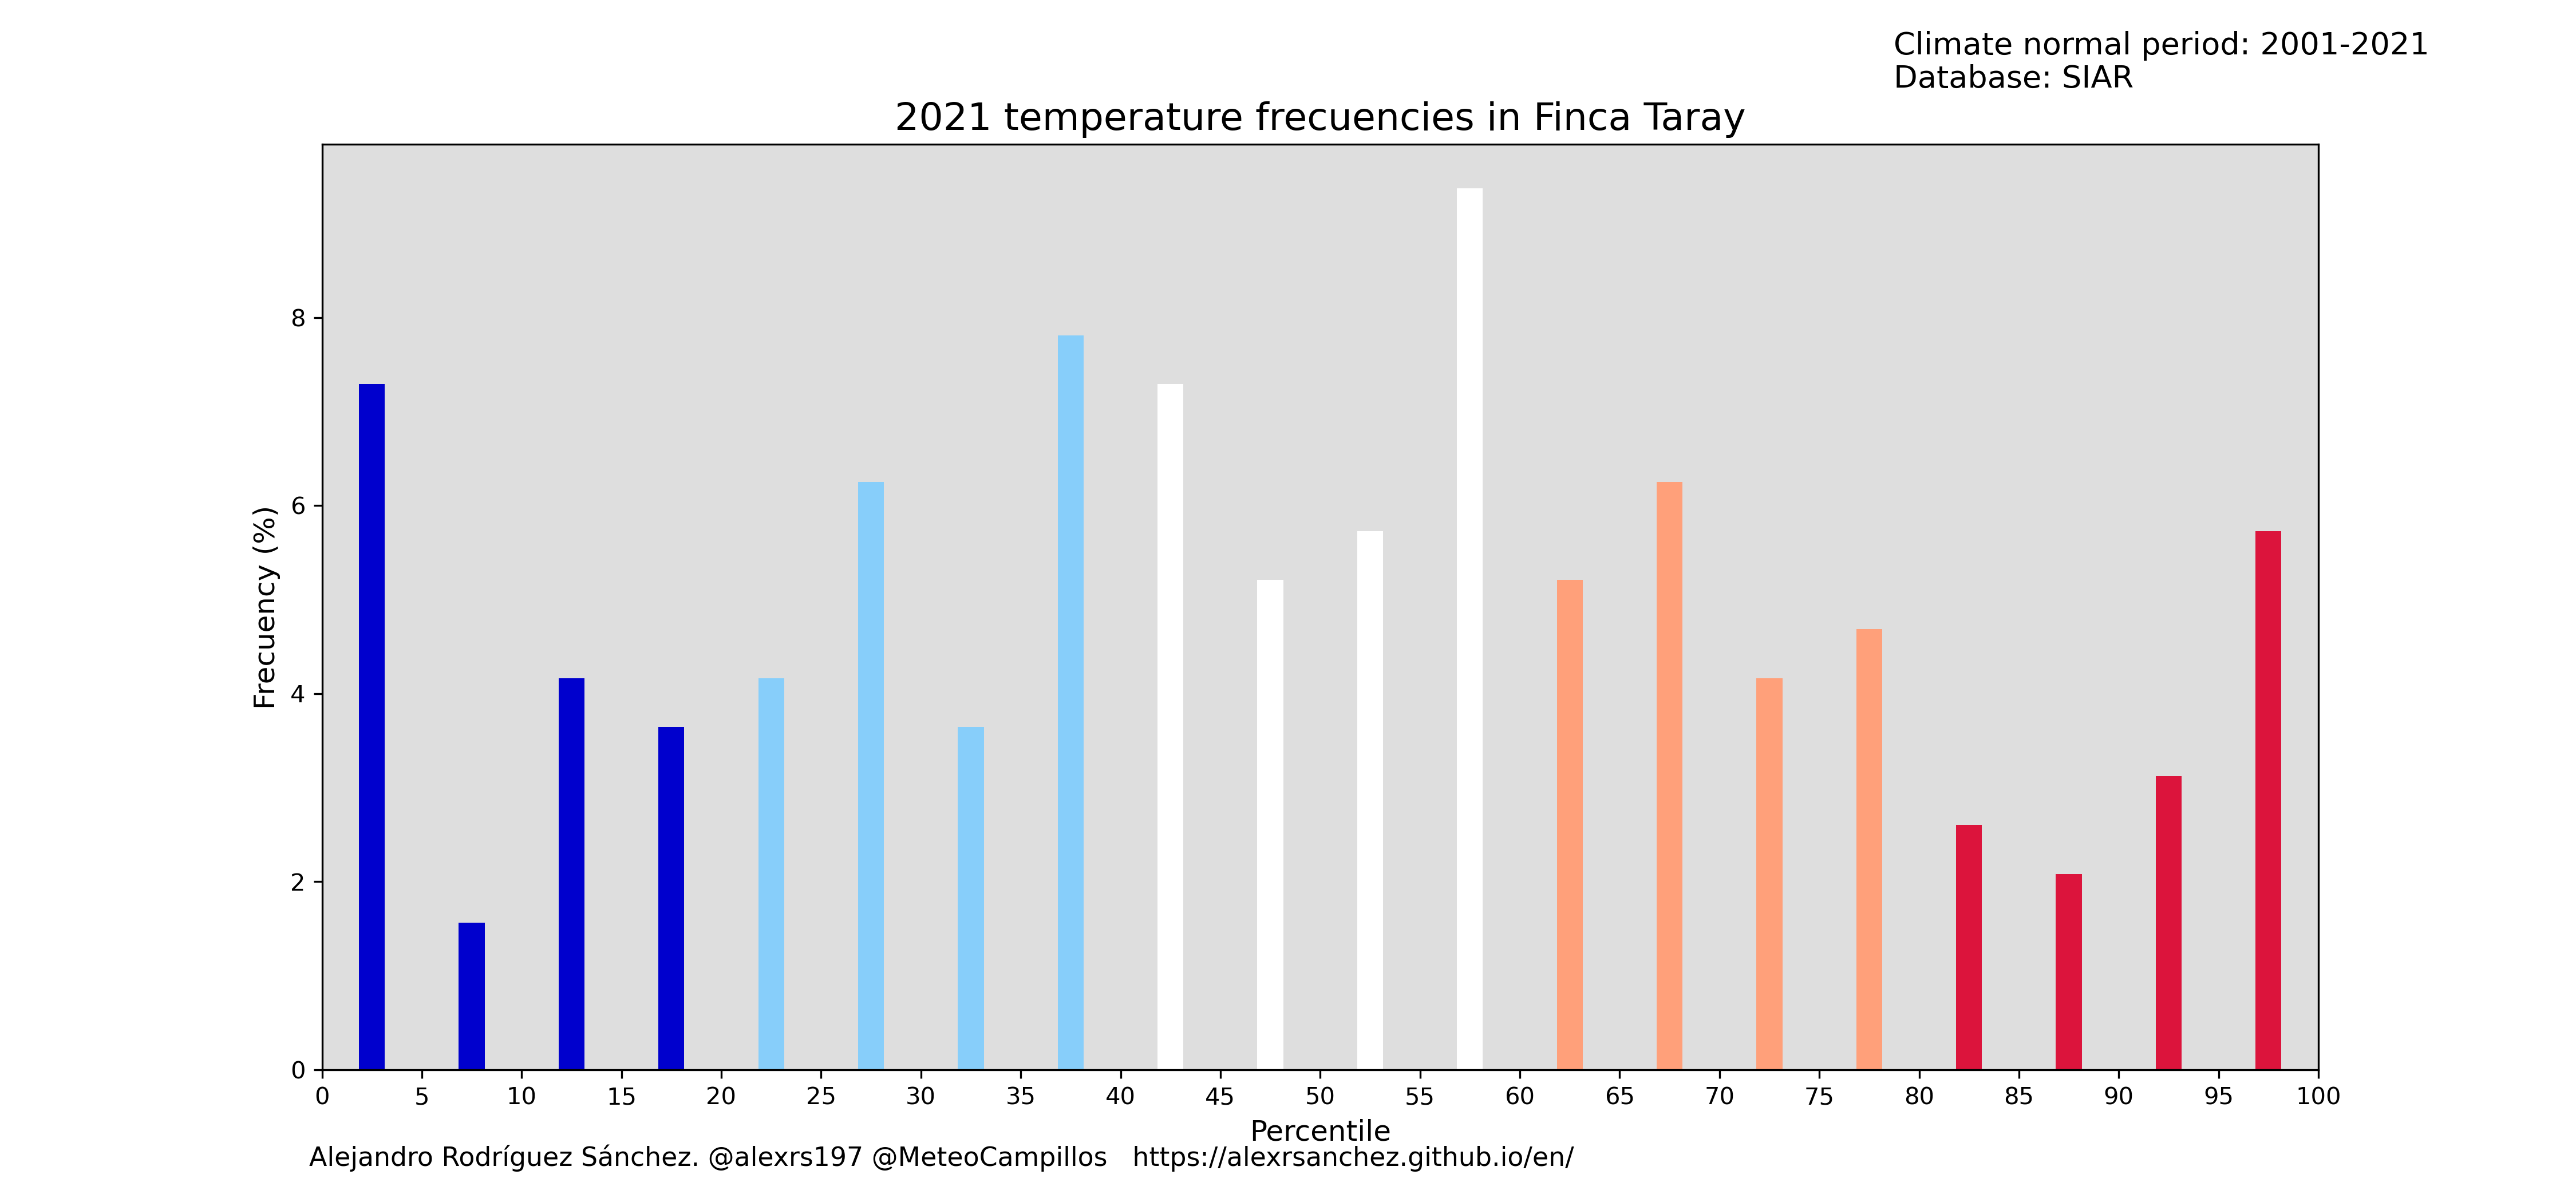 Climate normal period: 2001-2021
Database: SIAR
2021 temperature frecuencies in Finca Taray
Frecuency (%)
8
6
4
2
0
0 5 10 15 20 25 30 35 40 45 50 55 60 65 70 75 80 85 90 95 100
Percentile
Alejandro Rodríguez Sánchez. @alexrs197 @MeteoCampillos https://alexrsanchez.github.io/en/